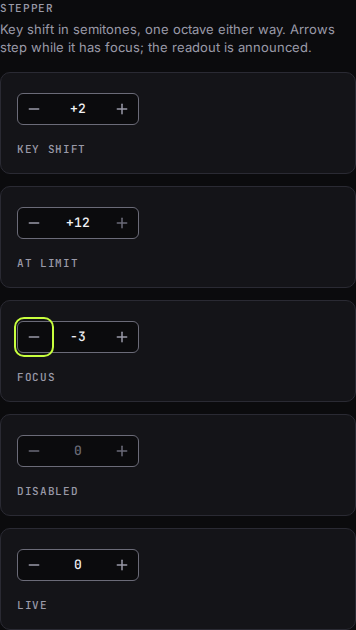 STEPPER
Key shift in semitones, one octave either way. Arrows
step while it has focus; the readout is announced.
− +2 +
KEY SHIFT
− +12 +
AT LIMIT
− -3 +
FOCUS
− 0 +
DISABLED
− 0 +
LIVE